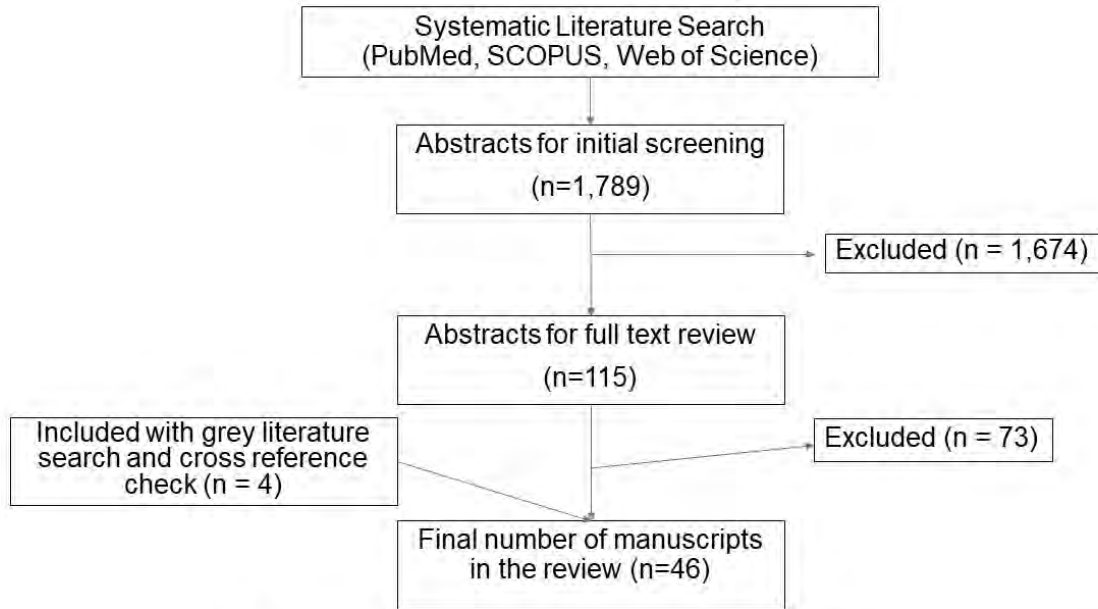 Systematic Literature Search
(PubMed, SCOPUS, Web of Science)
Abstracts for initial screening
(n=1,789)
Excluded (n = 1,674)
Abstracts for full text review
(n=115)
Included with grey literature
search and cross reference
check (n = 4)
Excluded (n = 73)
Final number of manuscripts
in the review (n=46)